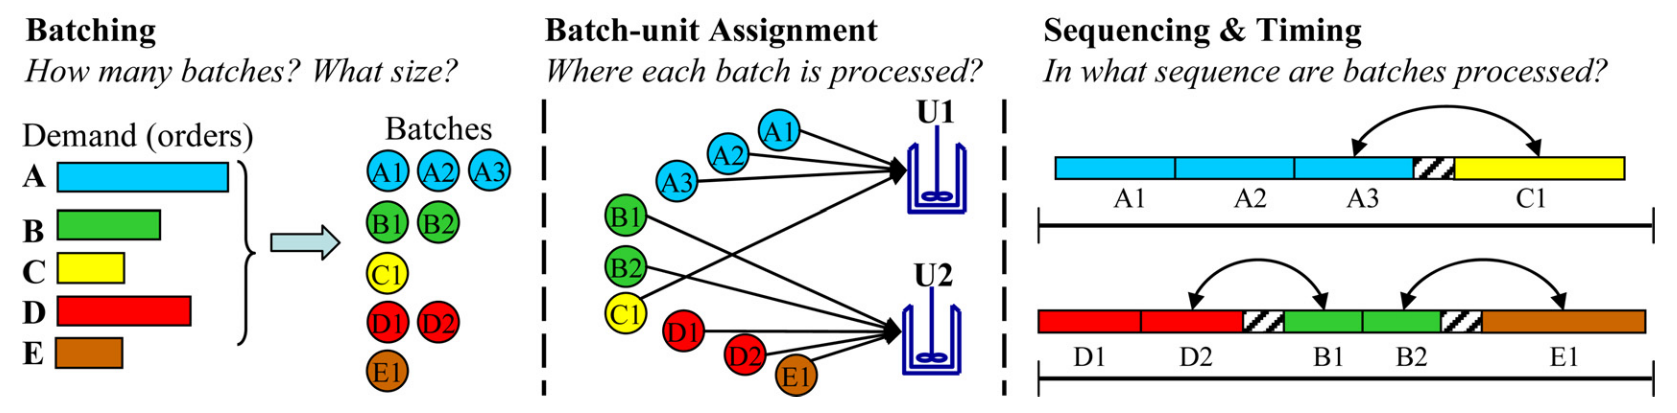 Batching
How many batches? What size?
Demand (orders)
A
B
C
D
E
Batches
A1 A2 A3
B1 B2
C1
D1 D2
E1
Batch-unit Assignment
Where each batch is processed?
U1
A1
A2
A3
B1
B2
C1
U2
D1
D2
E1
Sequencing & Timing
In what sequence are batches processed?
A1 A2 A3 C1
D1 D2 B1 B2 E1